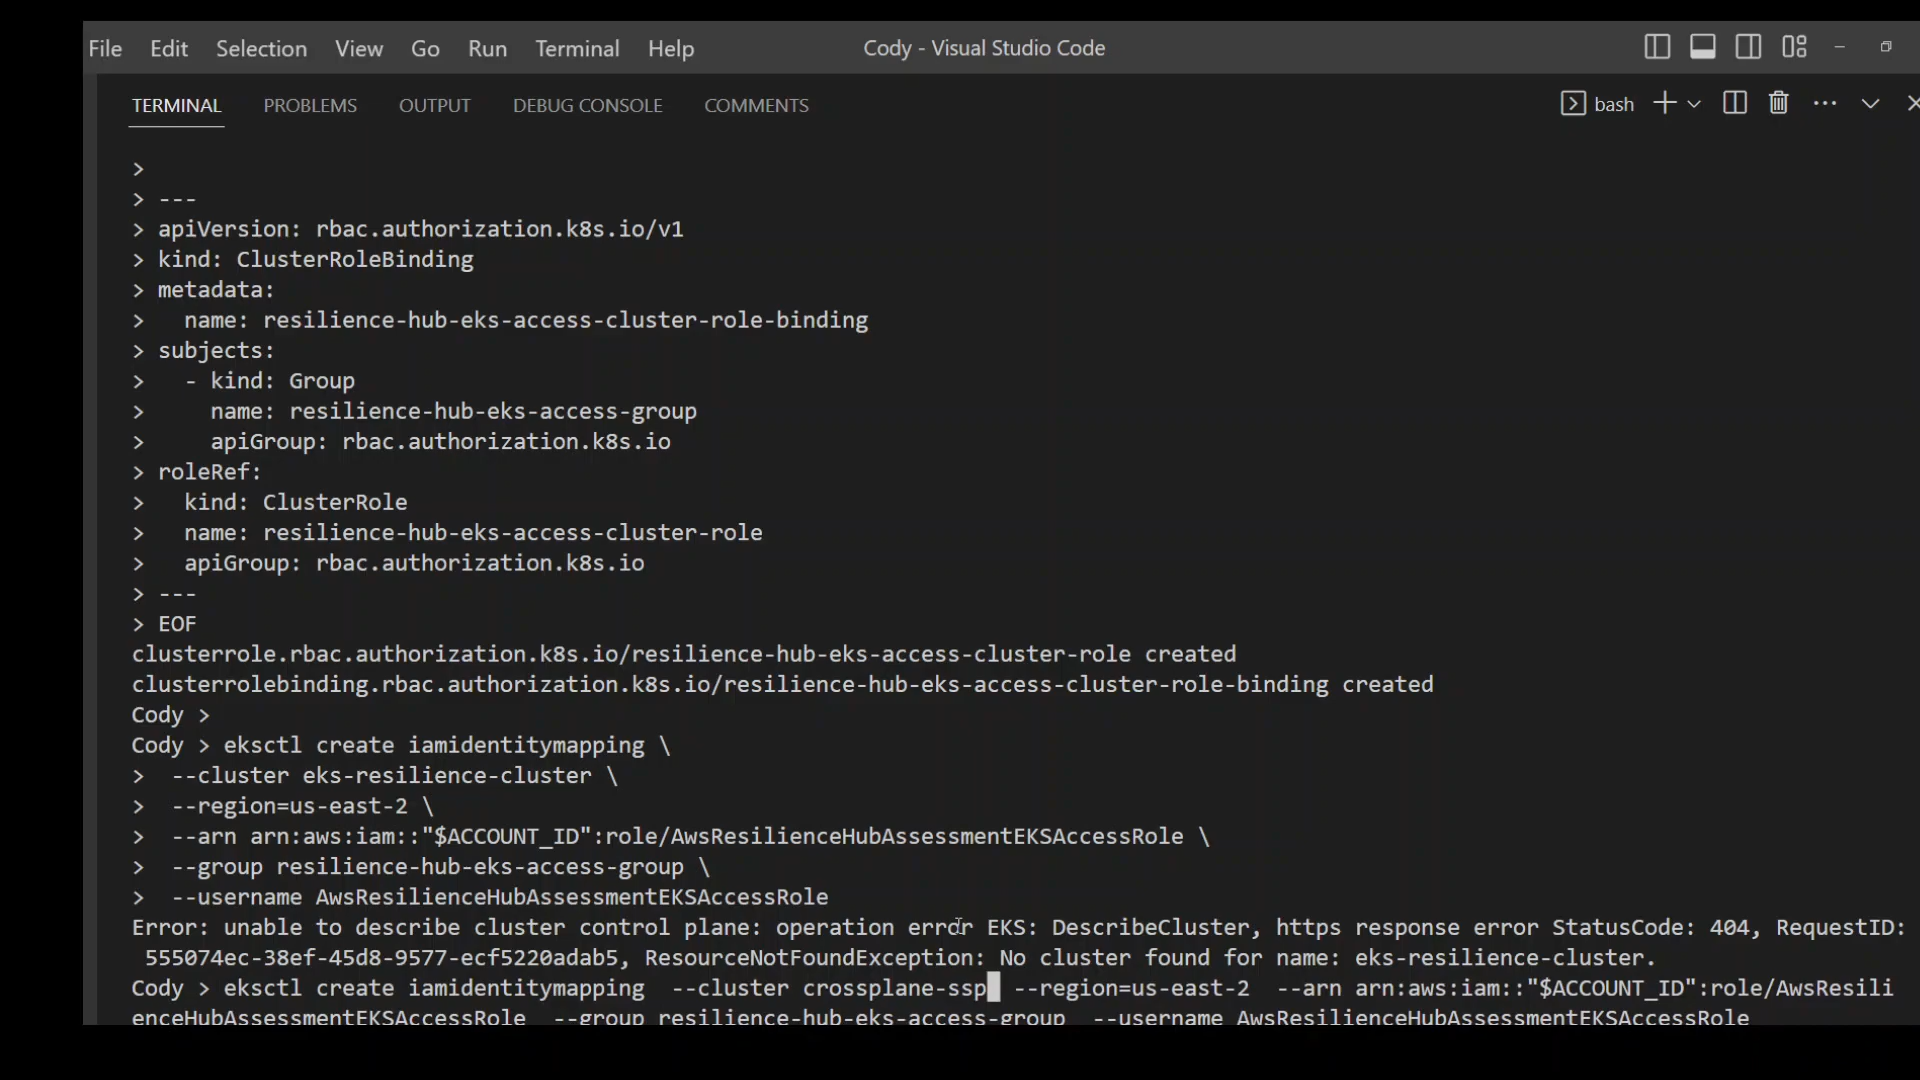 File Edit Selection View Go Run Terminal Help Cody - Visual Studio Code
TERMINAL PROBLEMS OUTPUT DEBUG CONSOLE COMMENTS bash
>
> ---
> apiVersion: rbac.authorization.k8s.io/v1
> kind: ClusterRoleBinding
> metadata:
>   name: resilience-hub-eks-access-cluster-role-binding
> subjects:
>   - kind: Group
>     name: resilience-hub-eks-access-group
>     apiGroup: rbac.authorization.k8s.io
> roleRef:
>   kind: ClusterRole
>   name: resilience-hub-eks-access-cluster-role
>   apiGroup: rbac.authorization.k8s.io
> ---
> EOF
clusterrole.rbac.authorization.k8s.io/resilience-hub-eks-access-cluster-role created
clusterrolebinding.rbac.authorization.k8s.io/resilience-hub-eks-access-cluster-role-binding created
Cody >
Cody > eksctl create iamidentitymapping \
>  --cluster eks-resilience-cluster \
>  --region=us-east-2 \
>  --arn arn:aws:iam::"$ACCOUNT_ID":role/AwsResilienceHubAssessmentEKSAccessRole \
>  --group resilience-hub-eks-access-group \
>  --username AwsResilienceHubAssessmentEKSAccessRole
Error: unable to describe cluster control plane: operation error EKS: DescribeCluster, https response error StatusCode: 404, RequestID:
555074ec-38ef-45d8-9577-ecf5220adab5, ResourceNotFoundException: No cluster found for name: eks-resilience-cluster.
Cody > eksctl create iamidentitymapping  --cluster crossplane-ssp --region=us-east-2  --arn arn:aws:iam::"$ACCOUNT_ID":role/AwsResili
enceHubAssessmentEKSAccessRole  --group resilience-hub-eks-access-group  --username AwsResilienceHubAssessmentEKSAccessRole